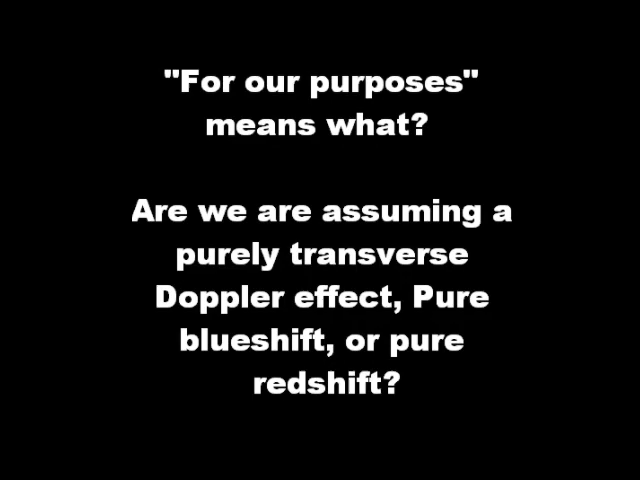 "For our purposes"
means what?
Are we are assuming a
purely transverse
Doppler effect, Pure
blueshift, or pure
redshift?